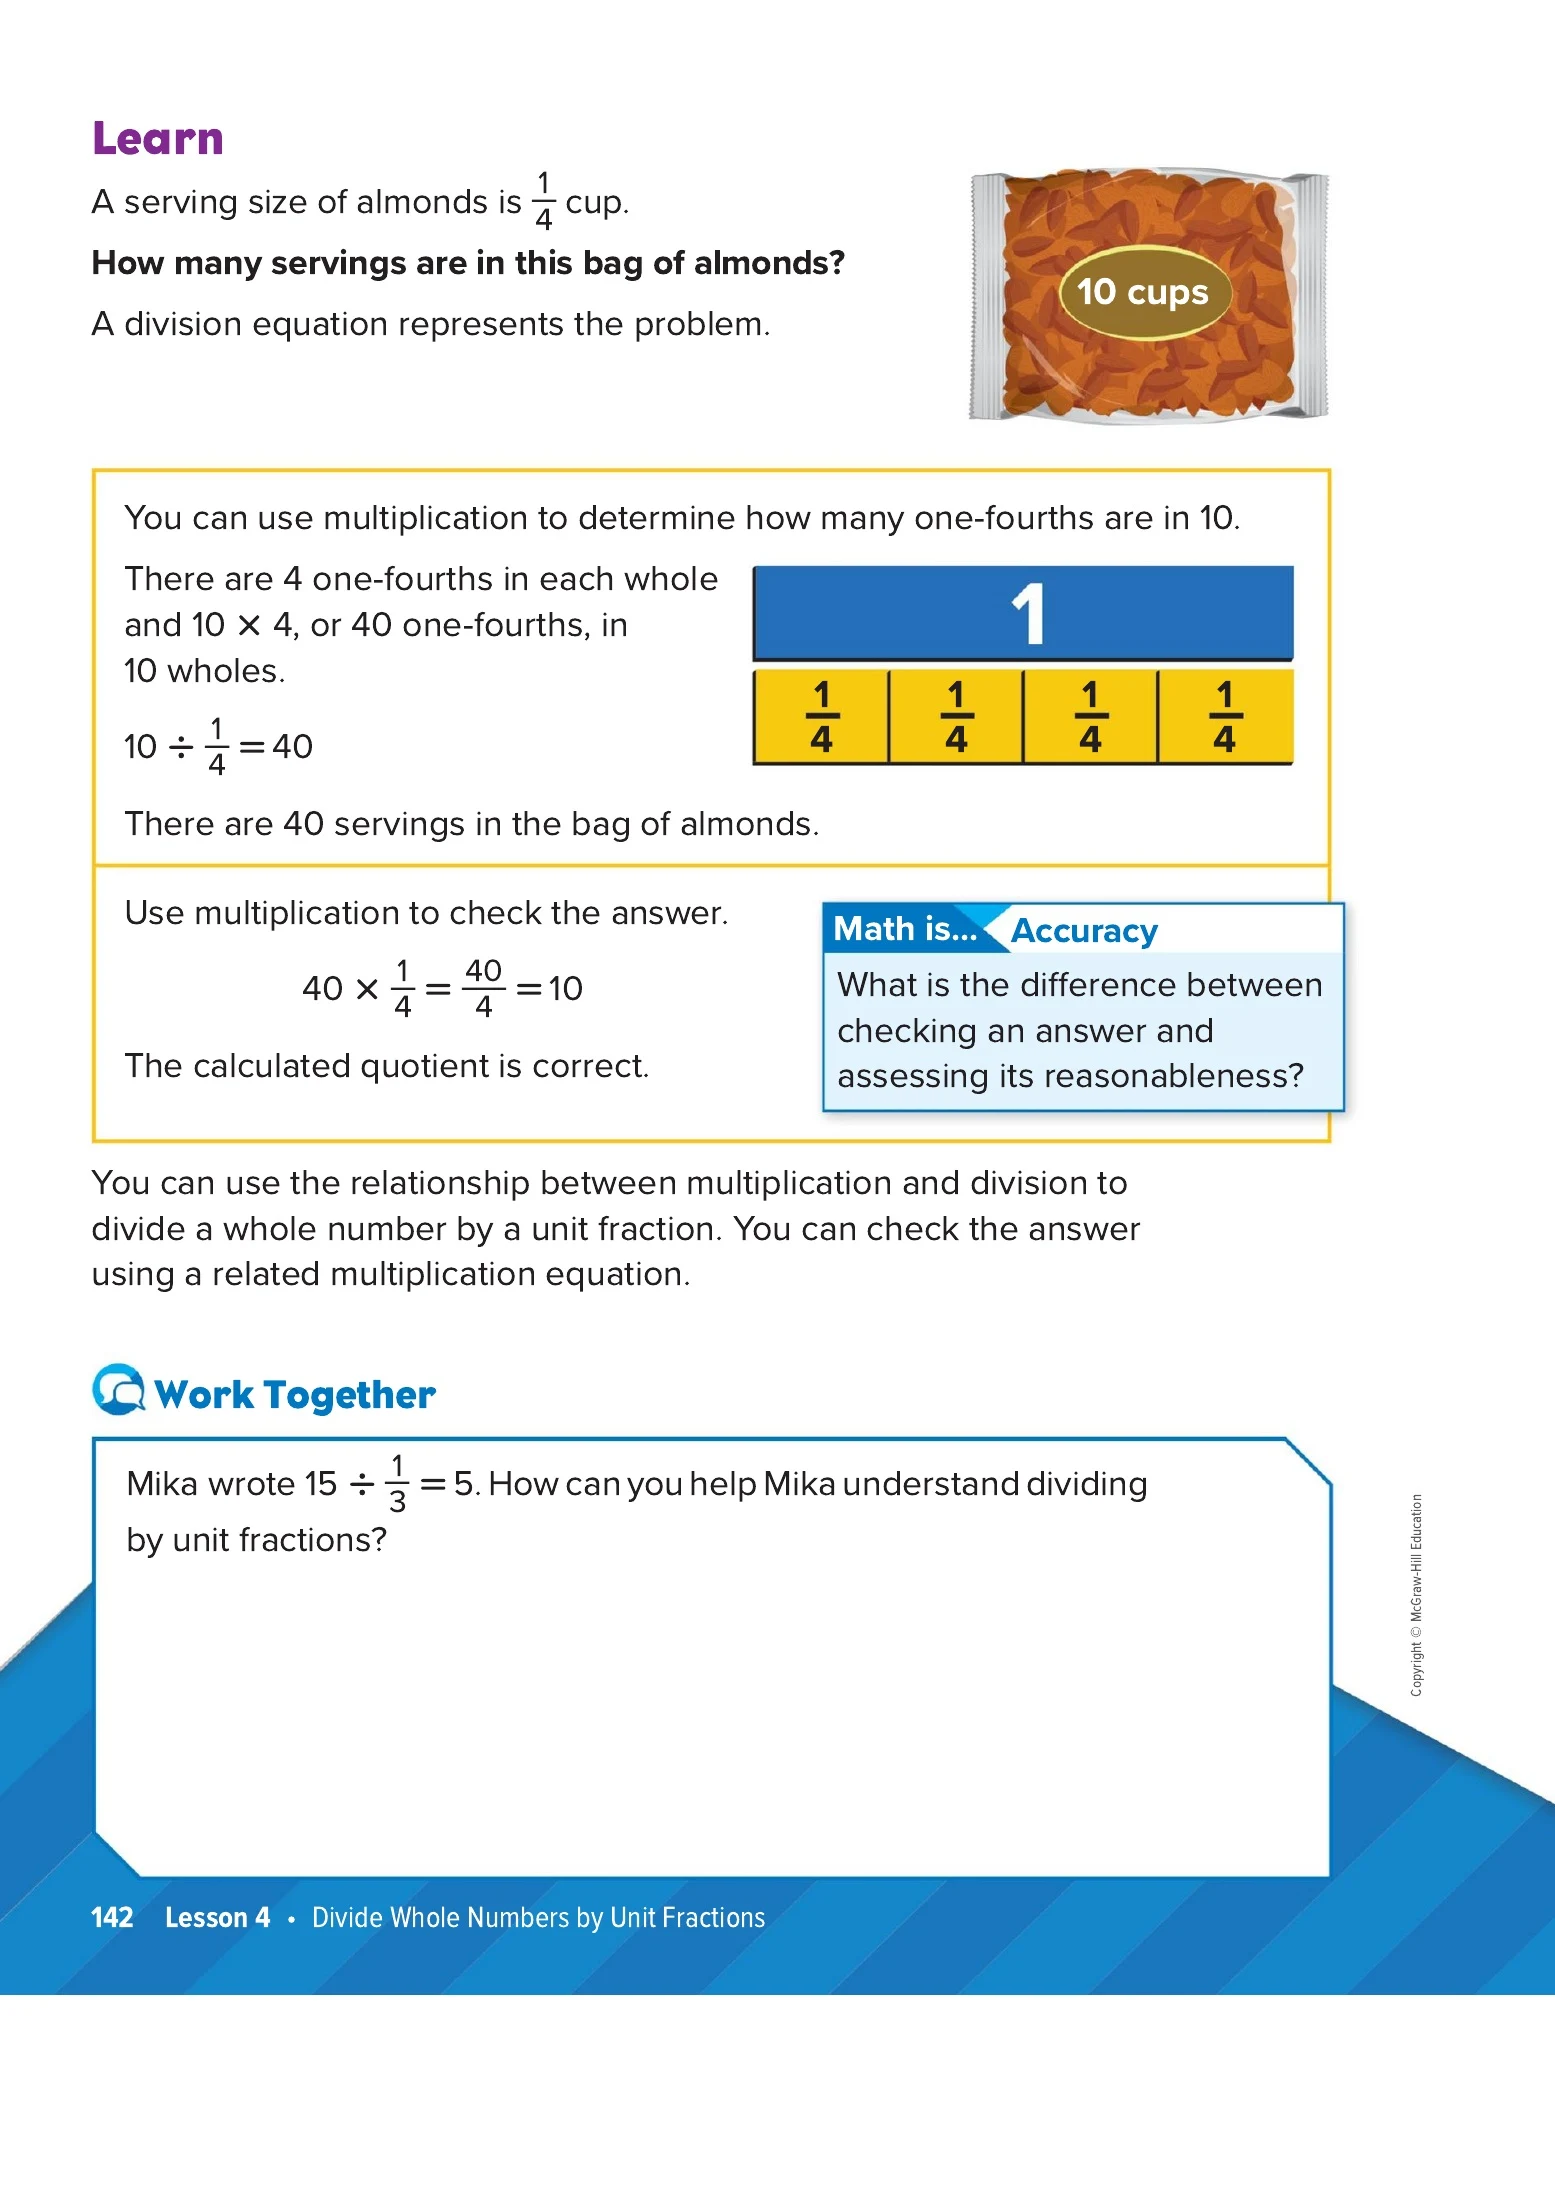 Learn
A serving size of almonds is 1/4 cup.
How many servings are in this bag of almonds?
A division equation represents the problem.
10 cups
You can use multiplication to determine how many one-fourths are in 10.
There are 4 one-fourths in each whole
and 10 × 4, or 40 one-fourths, in
10 wholes.
10 ÷ 1/4 = 40
1
1/4 1/4 1/4 1/4
There are 40 servings in the bag of almonds.
Use multiplication to check the answer.
40 × 1/4 = 40/4 = 10
The calculated quotient is correct.
Math is... Accuracy
What is the difference between
checking an answer and
assessing its reasonableness?
You can use the relationship between multiplication and division to
divide a whole number by a unit fraction. You can check the answer
using a related multiplication equation.
Work Together
Mika wrote 15 ÷ 1/3 = 5. How can you help Mika understand dividing
by unit fractions?
Copyright © McGraw-Hill Education
142 Lesson 4 • Divide Whole Numbers by Unit Fractions